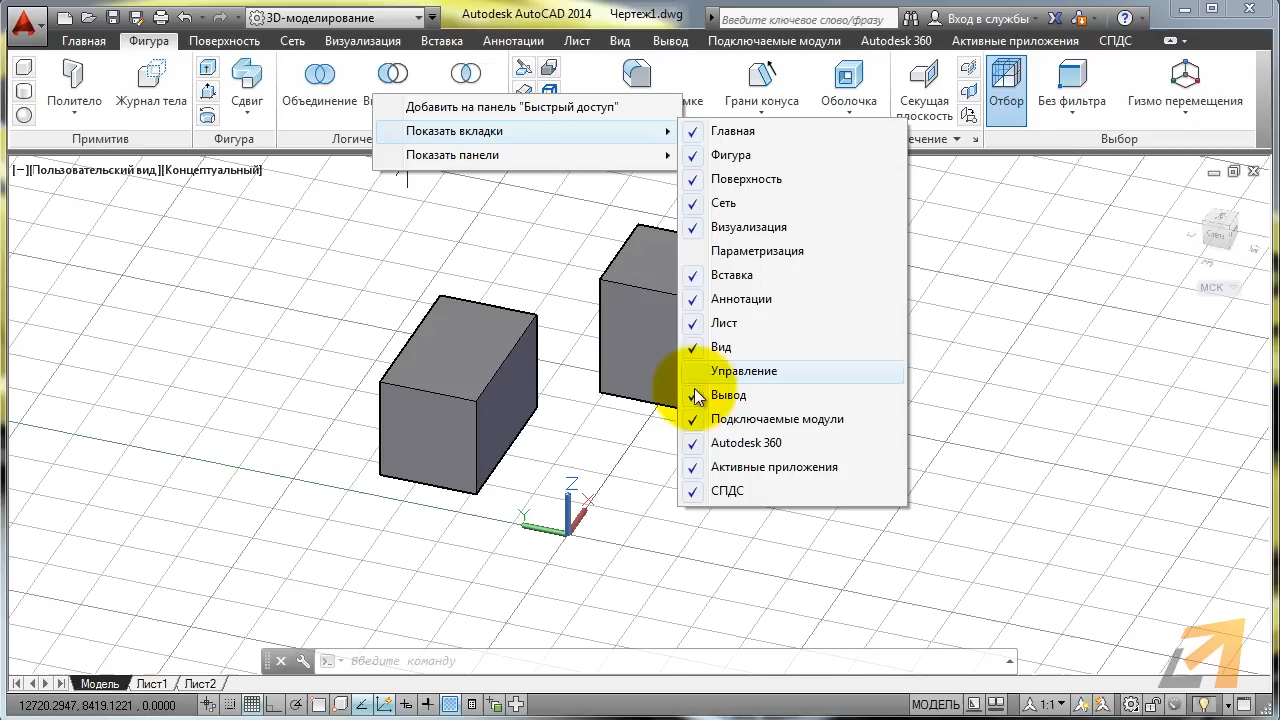 3D-моделирование
Autodesk AutoCAD 2014 Чертеж1.dwg
Введите ключевое слово/фразу
Вход в службы
Главная Фигура Поверхность Сеть Визуализация Вставка Аннотации Лист Вид Вывод Подключаемые модули Autodesk 360 Активные приложения СПДС
Политело Журнал тела Сдвиг Объединение Грани конуса Оболочка Секущая плоскость Отбор Без фильтра Гизмо перемещения
Примитив Фигура Выбор
Добавить на панель "Быстрый доступ"
Показать вкладки
Показать панели
Главная
Фигура
Поверхность
Сеть
Визуализация
Параметризация
Вставка
Аннотации
Лист
Вид
Управление
Вывод
Подключаемые модули
Autodesk 360
Активные приложения
СПДС
[−][Пользовательский вид][Концептуальный]
МСК
Z
X
Y
Введите команду
Модель Лист1 Лист2
12720.2947, 8419.1221 , 0.0000
МОДЕЛЬ
1:1